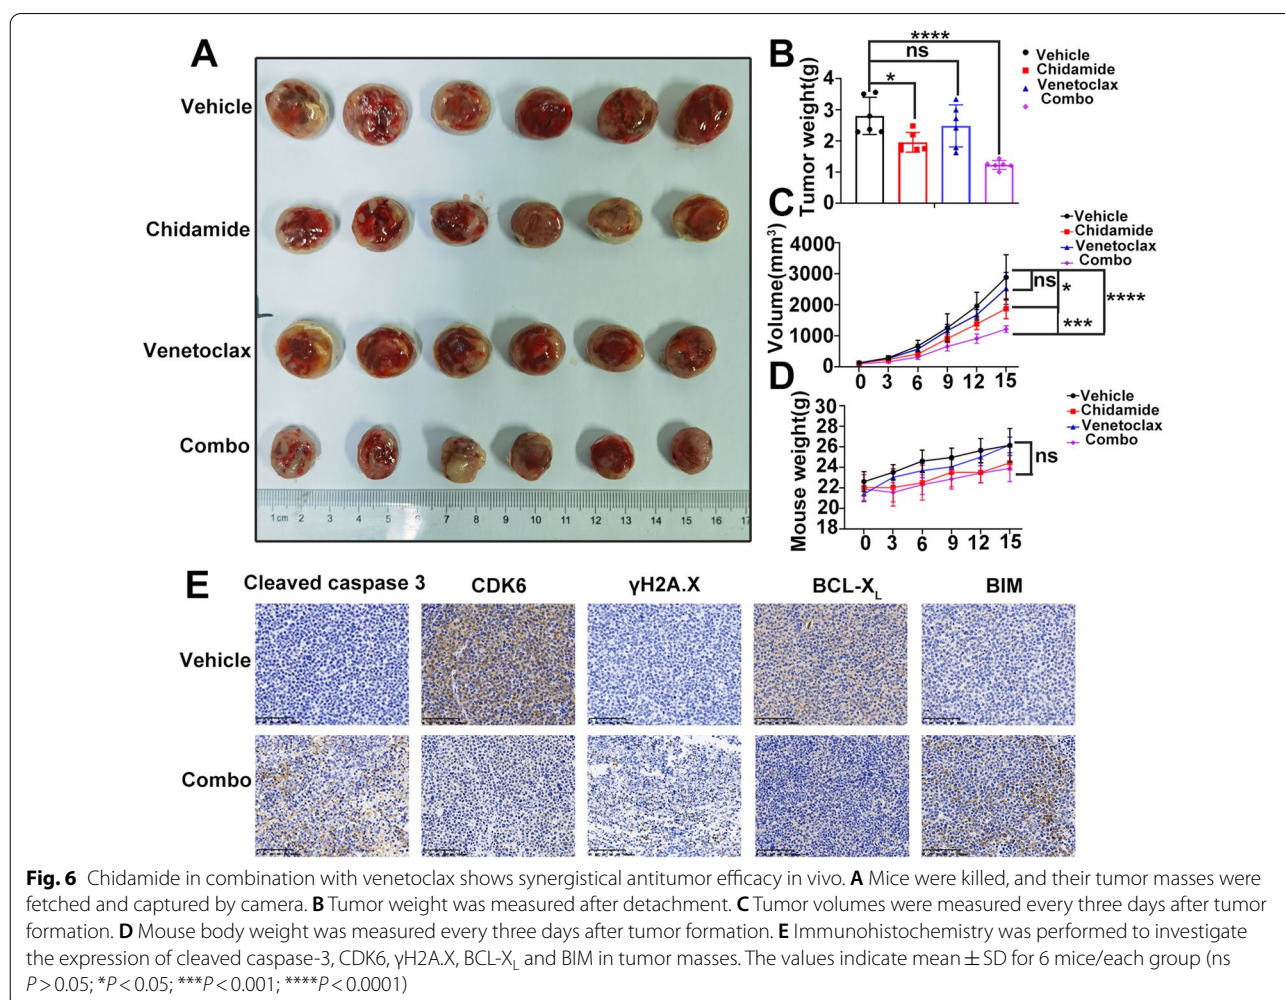 A
Vehicle
Chidamide
Venetoclax
Combo
1 cm 2 3 4 5 6 7 8 9 10 11 12 13 14 15 16 17
B
****
ns
*
Vehicle
Chidamide
Venetoclax
Combo
Tumor weight(g)
4
3
2
1
0
C
Vehicle
Chidamide
Venetoclax
Combo
Volume(mm³)
4000
3000
2000
1000
0
ns
*
****
***
0 3 6 9 12 15
D
Vehicle
Chidamide
Venetoclax
Combo
Mouse weight(g)
30
28
26
24
22
20
18
ns
0 3 6 9 12 15
E
Cleaved caspase 3 CDK6 γH2A.X BCL-X_L BIM
Vehicle
Combo
Fig. 6 Chidamide in combination with venetoclax shows synergistical antitumor efficacy in vivo. A Mice were killed, and their tumor masses were
fetched and captured by camera. B Tumor weight was measured after detachment. C Tumor volumes were measured every three days after tumor
formation. D Mouse body weight was measured every three days after tumor formation. E Immunohistochemistry was performed to investigate
the expression of cleaved caspase-3, CDK6, γH2A.X, BCL-X_L and BIM in tumor masses. The values indicate mean ± SD for 6 mice/each group (ns
P > 0.05; *P < 0.05; ***P < 0.001; ****P < 0.0001)